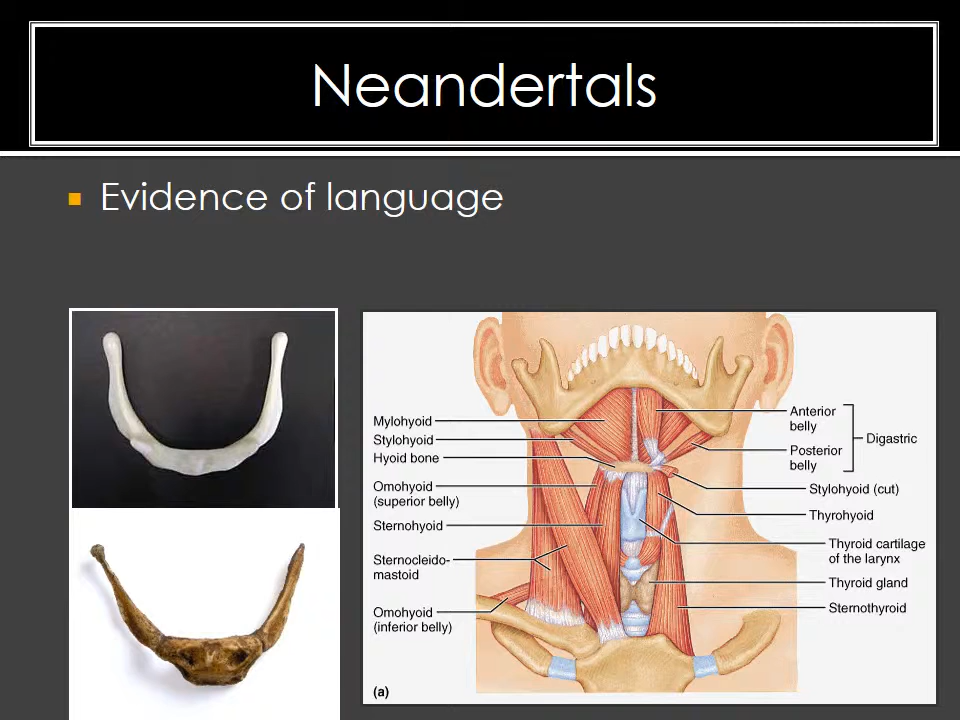 Neandertals
Evidence of language
Mylohyoid
Stylohyoid
Hyoid bone
Omohyoid
(superior belly)
Sternohyoid
Sternocleido-
mastoid
Omohyoid
(inferior belly)
(a)
Anterior
belly
Posterior
belly
Digastric
Stylohyoid (cut)
Thyrohyoid
Thyroid cartilage
of the larynx
Thyroid gland
Sternothyroid